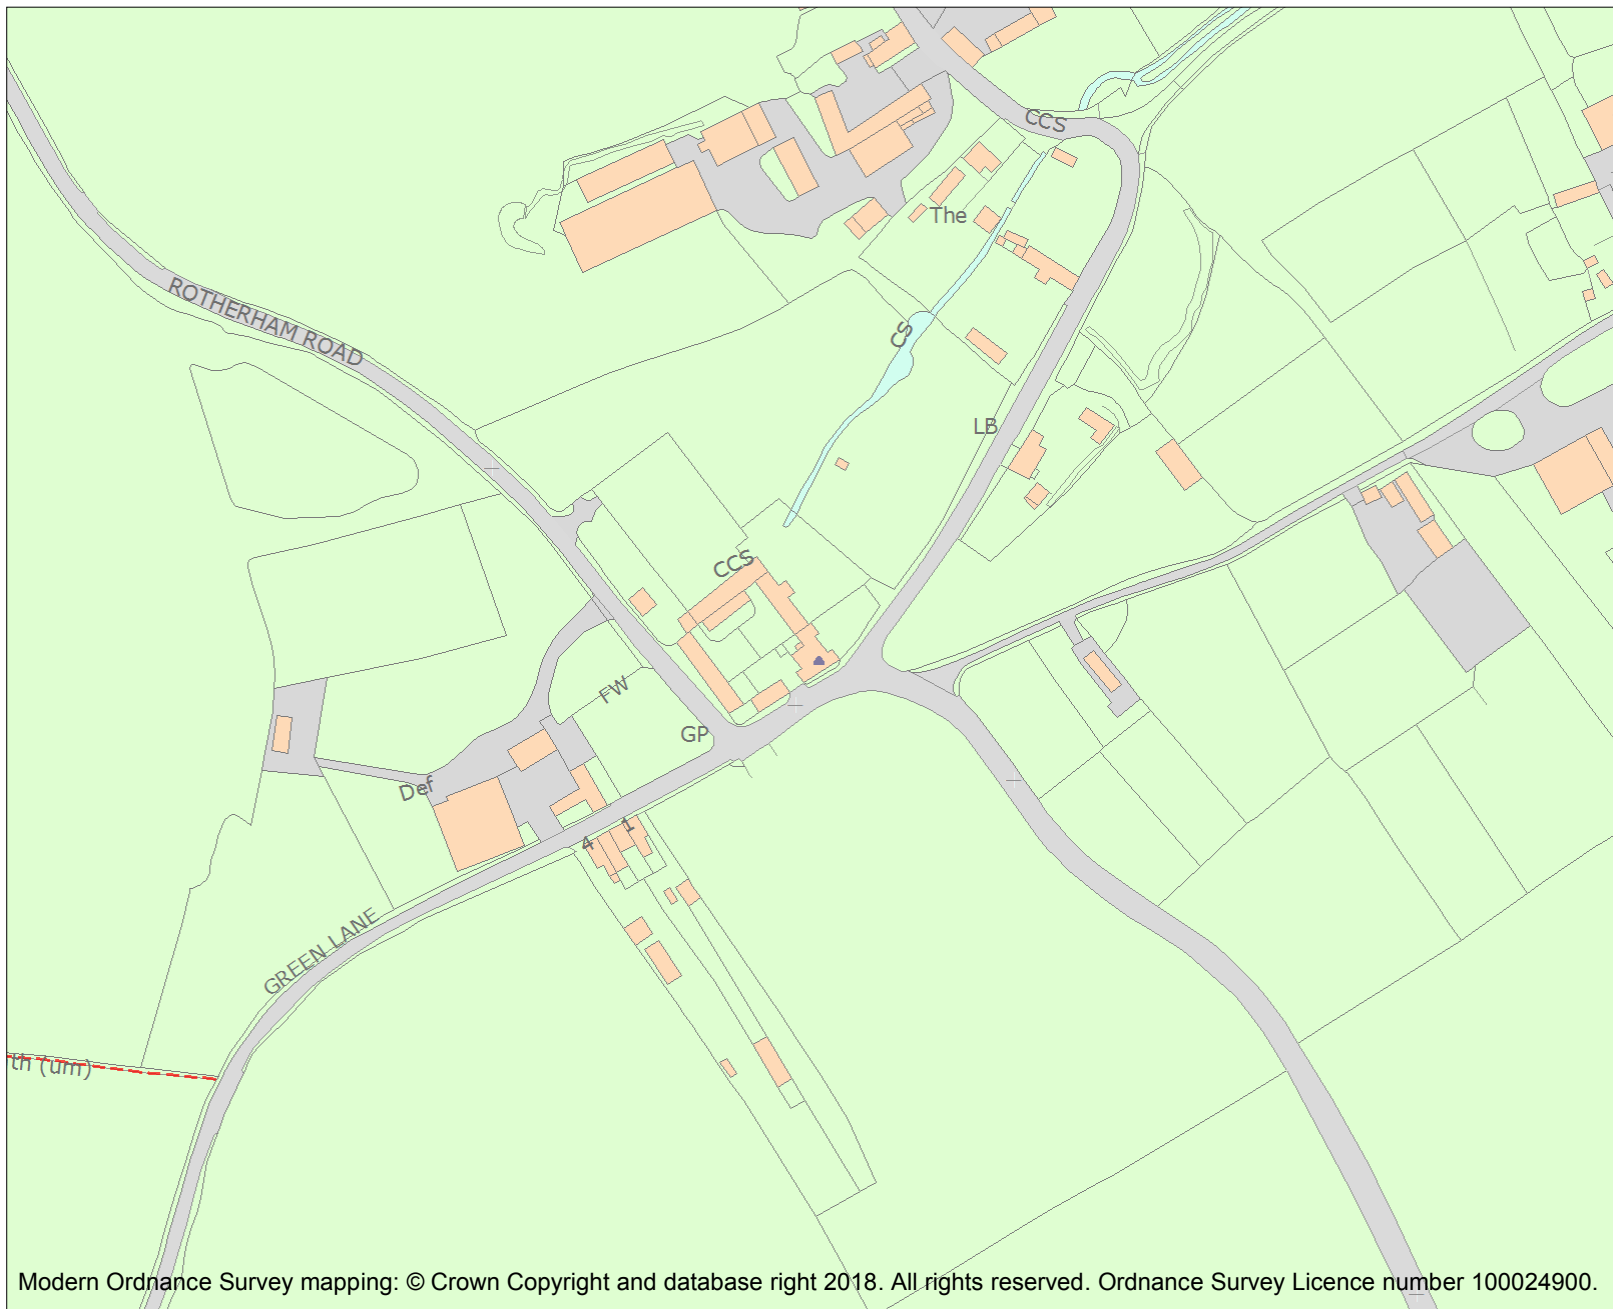 CCS
The
ROTHERHAM ROAD
CS
LB
CCS
FW
GP
Def
1
4
GREEN LANE
th (um)
Modern Ordnance Survey mapping: © Crown Copyright and database right 2018. All rights reserved. Ordnance Survey Licence number 100024900.